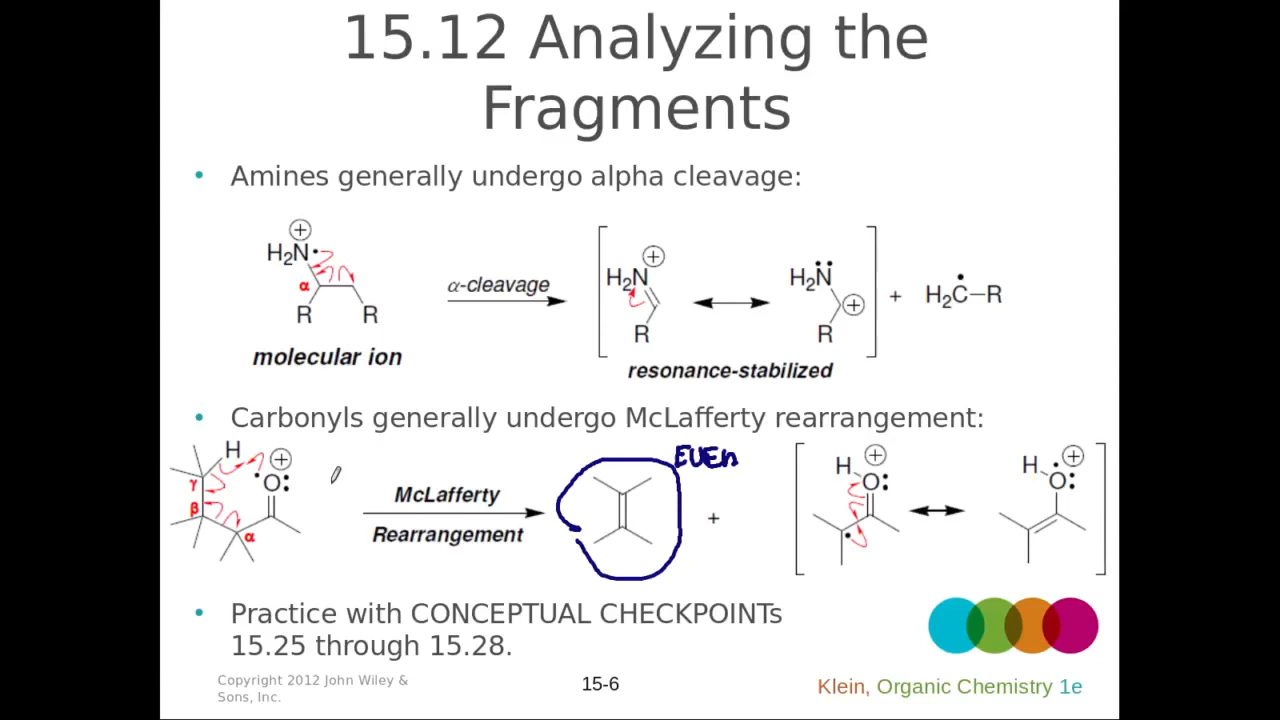 15.12 Analyzing the
Fragments
• Amines generally undergo alpha cleavage:
H₂N
α
R R
molecular ion
α-cleavage
H₂N
R
H₂N
R
resonance-stabilized
+ H₂C–R
• Carbonyls generally undergo McLafferty rearrangement:
H
O
γ
β
α
McLafferty
Rearrangement
EVEn
+
H
O
H
O
• Practice with CONCEPTUAL CHECKPOINTs
15.25 through 15.28.
Copyright 2012 John Wiley &
Sons, Inc.
15-6
Klein, Organic Chemistry 1e